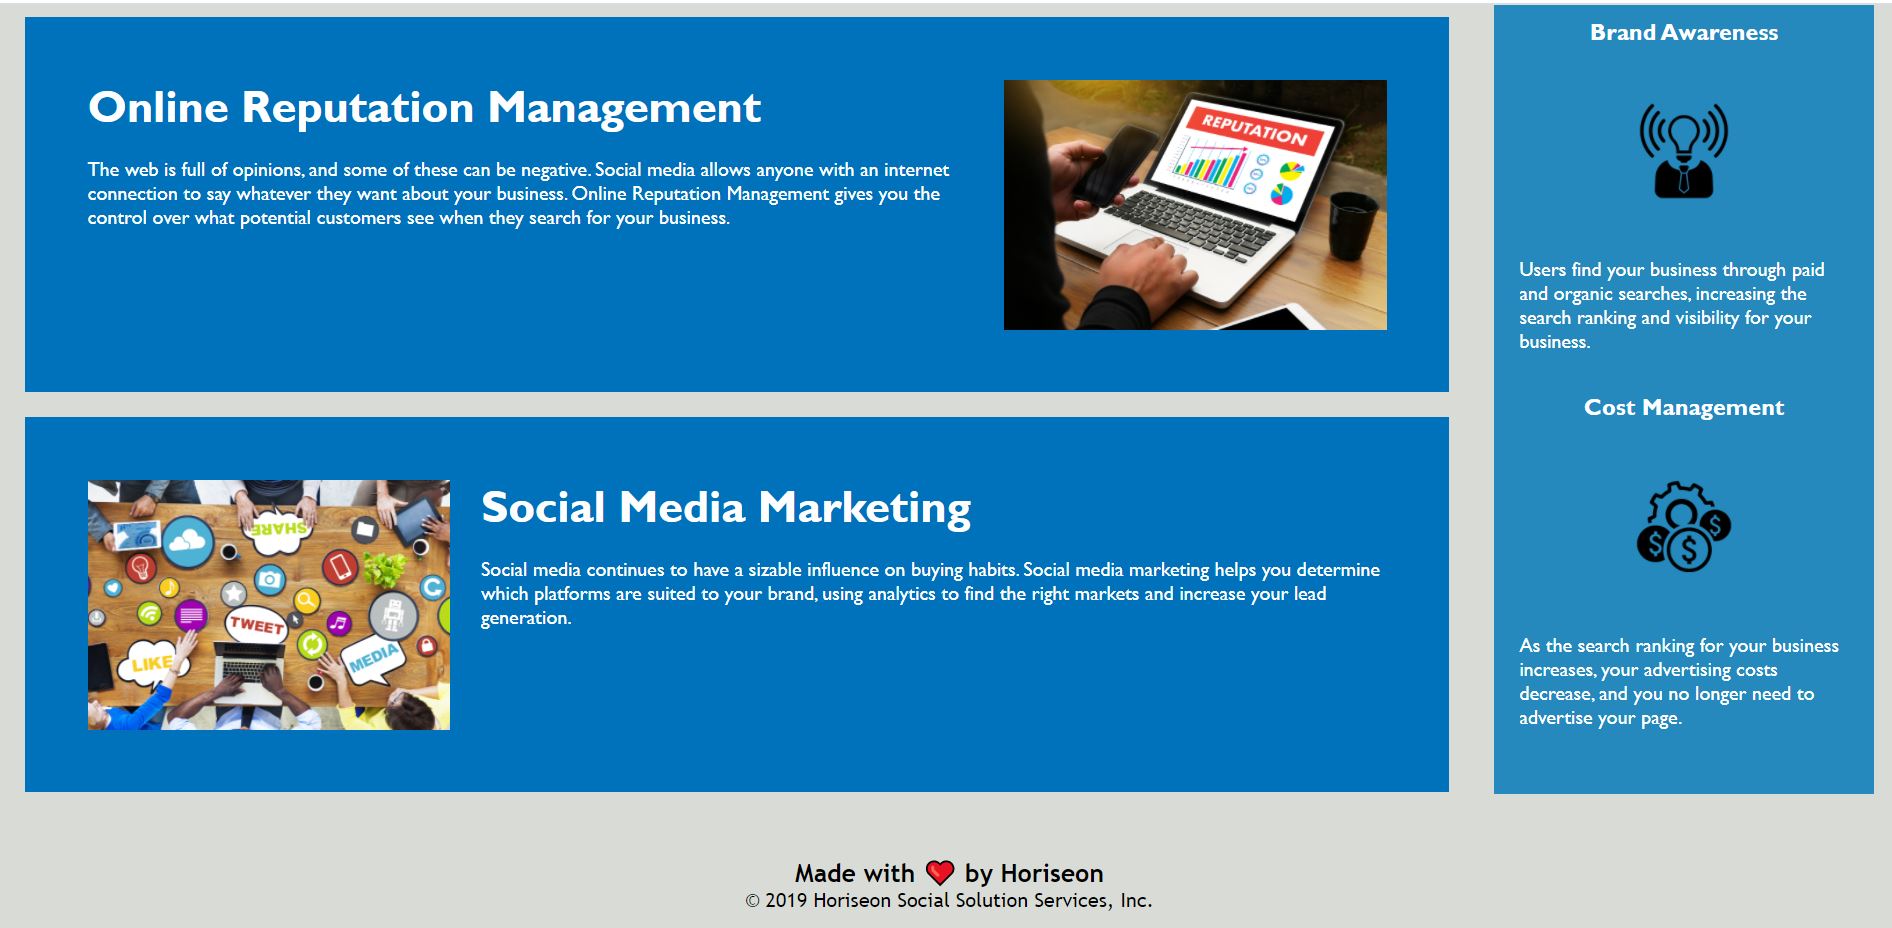 Online Reputation Management
The web is full of opinions, and some of these can be negative. Social media allows anyone with an internet
connection to say whatever they want about your business. Online Reputation Management gives you the
control over what potential customers see when they search for your business.
REPUTATION
Social Media Marketing
Social media continues to have a sizable influence on buying habits. Social media marketing helps you determine
which platforms are suited to your brand, using analytics to find the right markets and increase your lead
generation.
SHARE
TWEET
LIKE
MEDIA
Brand Awareness
Users find your business through paid
and organic searches, increasing the
search ranking and visibility for your
business.
Cost Management
$ $ $
As the search ranking for your business
increases, your advertising costs
decrease, and you no longer need to
advertise your page.
Made with ❤️ by Horiseon
© 2019 Horiseon Social Solution Services, Inc.